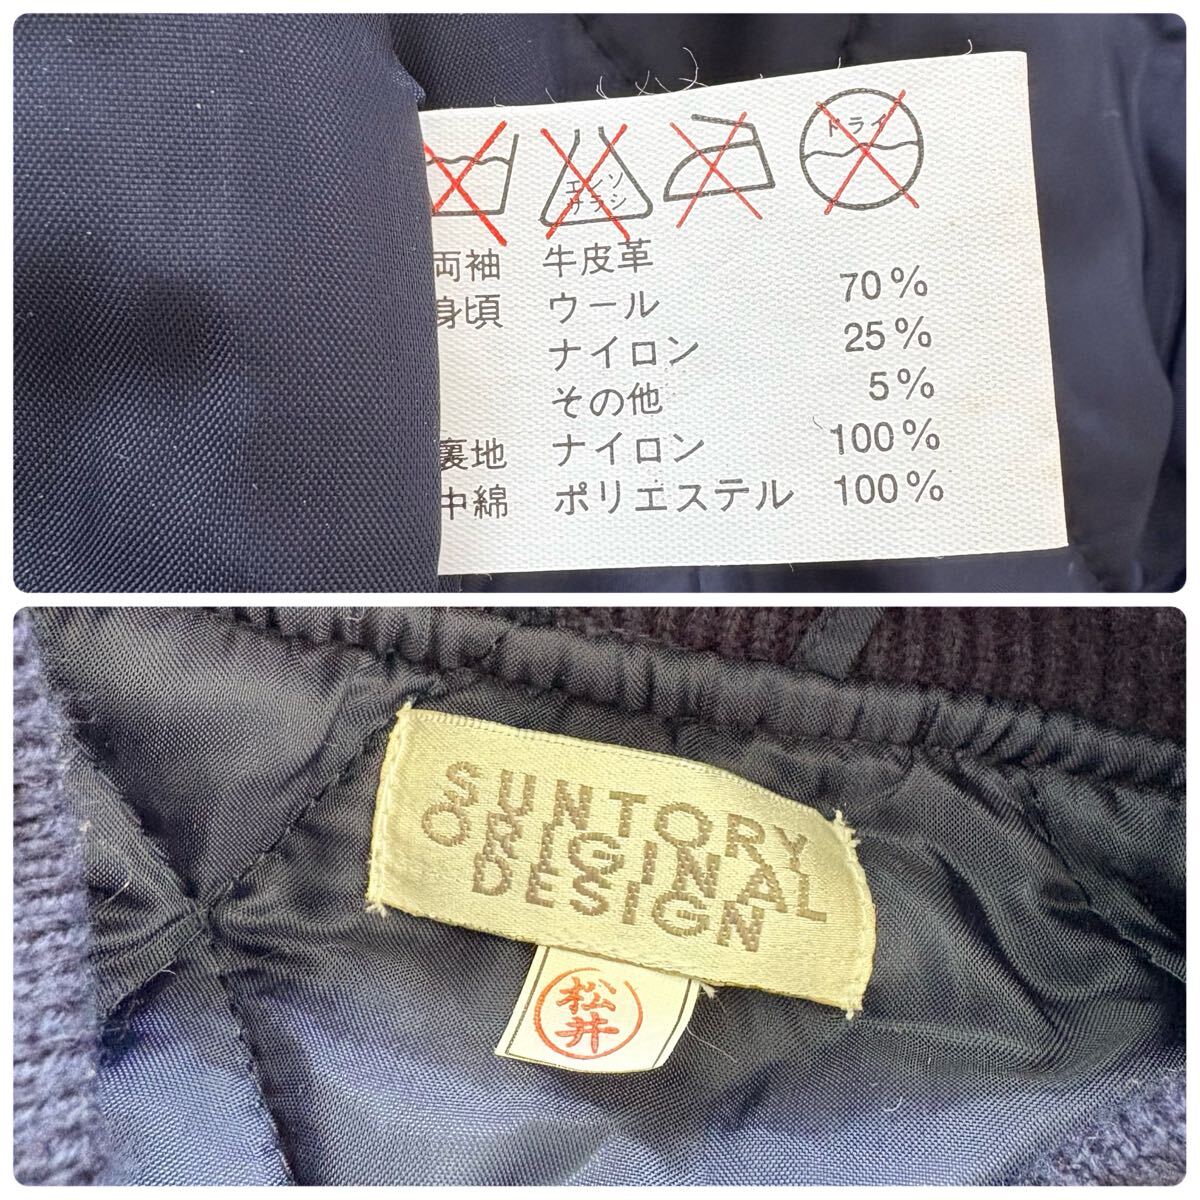 エンソ
サラシ
ドライ
両袖 牛皮革
身頃 ウール 70%
ナイロン 25%
その他 5%
裏地 ナイロン 100%
中綿 ポリエステル 100%
SUNTORY
ORIGINAL
DESIGN
松井